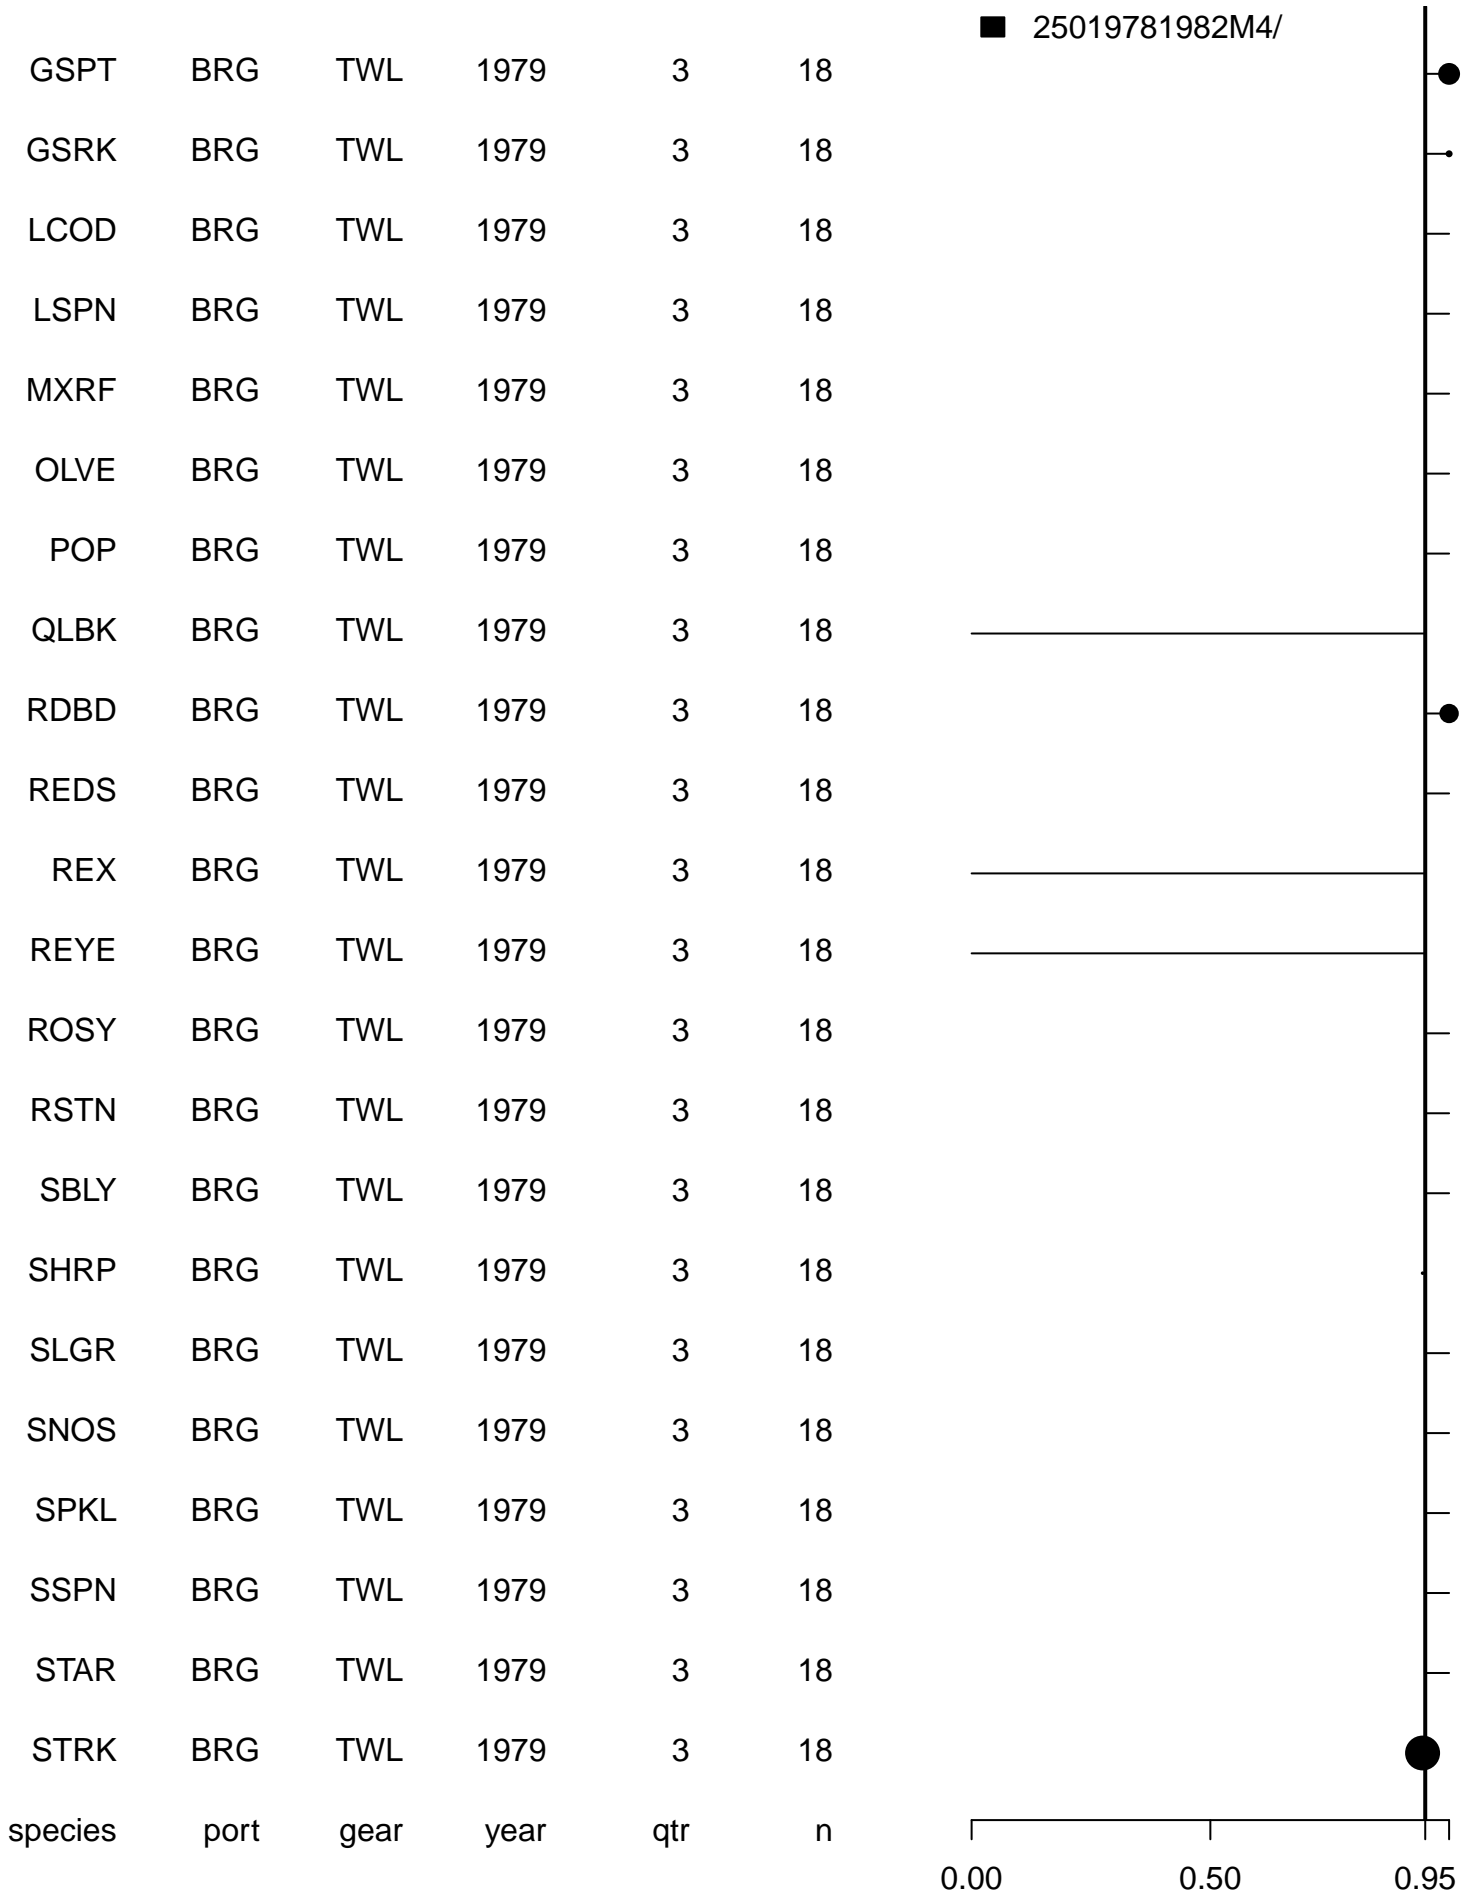 25019781982M4/
GSPT BRG TWL 1979 3 18
GSRK BRG TWL 1979 3 18
LCOD BRG TWL 1979 3 18
LSPN BRG TWL 1979 3 18
MXRF BRG TWL 1979 3 18
OLVE BRG TWL 1979 3 18
POP BRG TWL 1979 3 18
QLBK BRG TWL 1979 3 18
RDBD BRG TWL 1979 3 18
REDS BRG TWL 1979 3 18
REX BRG TWL 1979 3 18
REYE BRG TWL 1979 3 18
ROSY BRG TWL 1979 3 18
RSTN BRG TWL 1979 3 18
SBLY BRG TWL 1979 3 18
SHRP BRG TWL 1979 3 18
SLGR BRG TWL 1979 3 18
SNOS BRG TWL 1979 3 18
SPKL BRG TWL 1979 3 18
SSPN BRG TWL 1979 3 18
STAR BRG TWL 1979 3 18
STRK BRG TWL 1979 3 18
species port gear year qtr n
0.00 0.50 0.95